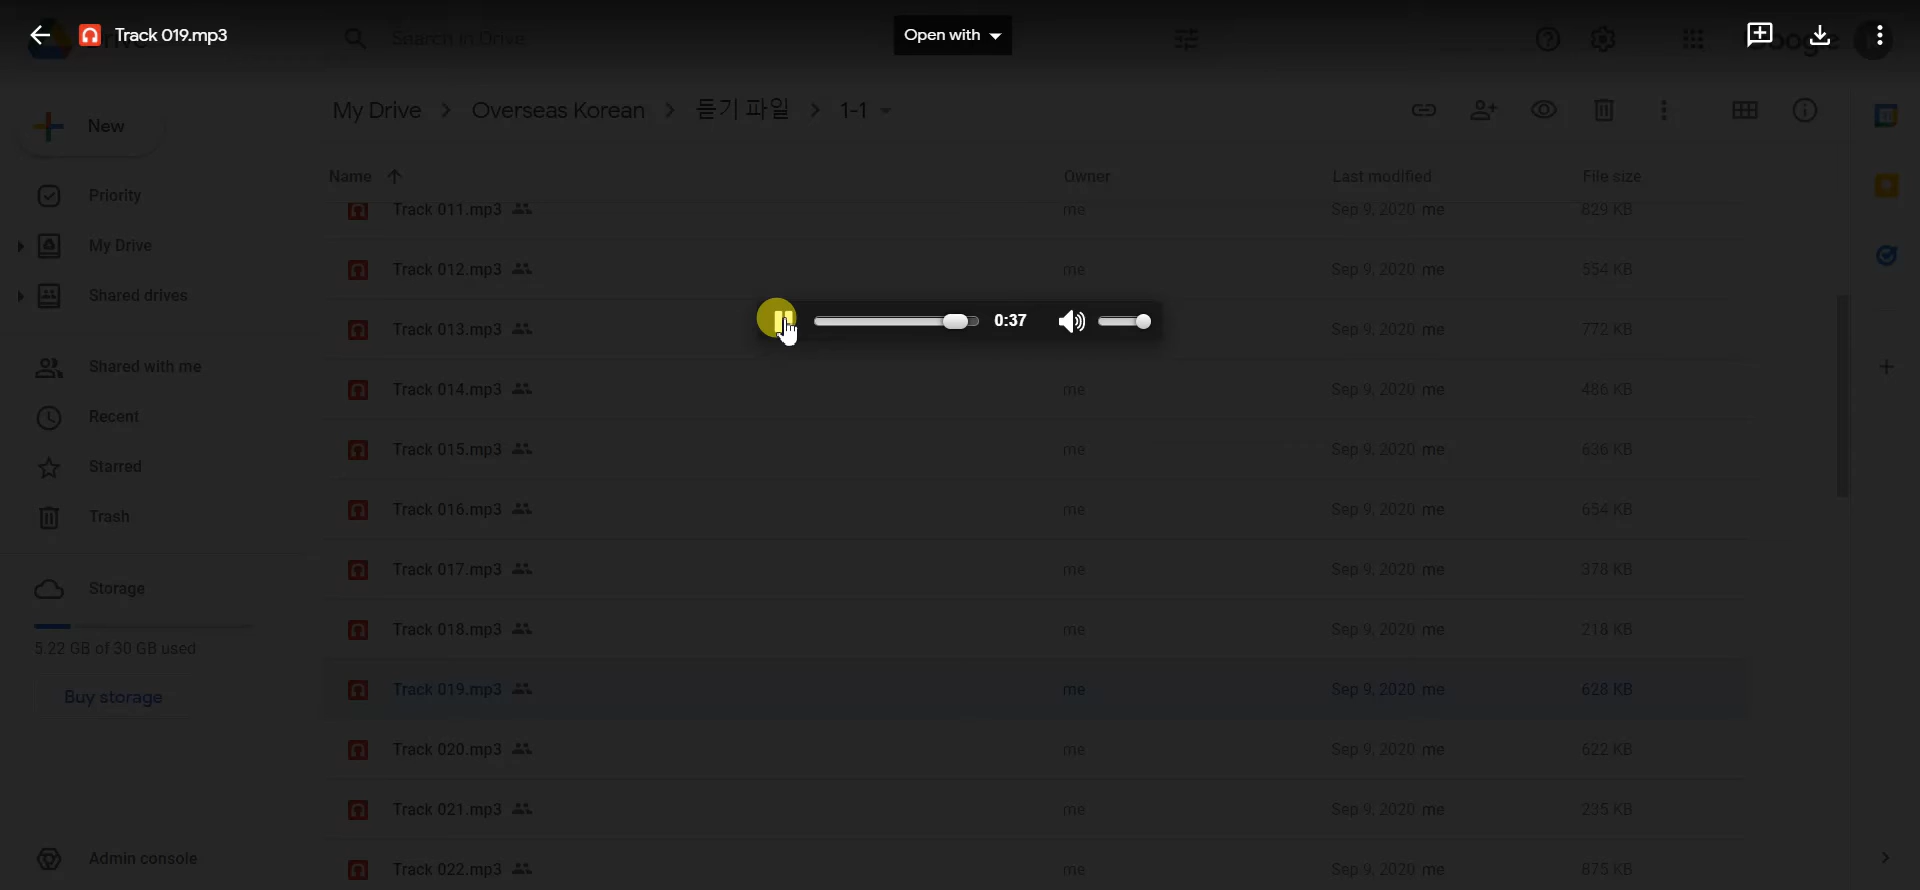 Track 019.mp3
Search in Drive
Open with
My Drive > Overseas Korean > 듣기 파일 > 1-1
New
Name Owner Last modified File size
Priority
My Drive
Shared drives
Shared with me
Recent
Starred
Trash
Storage
5.22 GB of 30 GB used
Buy storage
Admin console
Track 011.mp3 me Sep 9, 2020 me 829 KB
Track 012.mp3 me Sep 9, 2020 me 554 KB
0:37
Track 013.mp3 me Sep 9, 2020 me 772 KB
Track 014.mp3 me Sep 9, 2020 me 486 KB
Track 015.mp3 me Sep 9, 2020 me 636 KB
Track 016.mp3 me Sep 9, 2020 me 654 KB
Track 017.mp3 me Sep 9, 2020 me 378 KB
Track 018.mp3 me Sep 9, 2020 me 218 KB
Track 019.mp3 me Sep 9, 2020 me 628 KB
Track 020.mp3 me Sep 9, 2020 me 622 KB
Track 021.mp3 me Sep 9, 2020 me 235 KB
Track 022.mp3 me Sep 9, 2020 me 875 KB